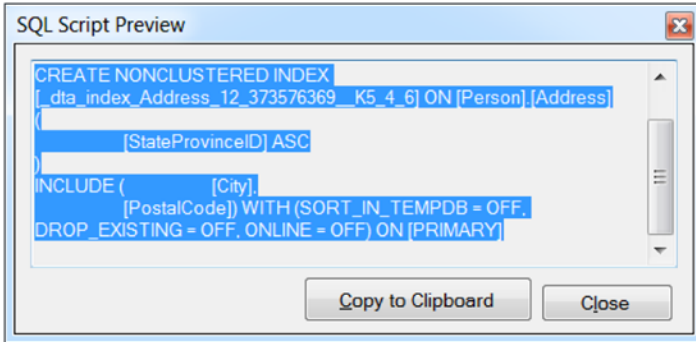 SQL Script Preview
CREATE NONCLUSTERED INDEX
[_dta_index_Address_12_373576369__K5_4_6] ON [Person].[Address]
(
[StateProvinceID] ASC
)
INCLUDE ( [City],
[PostalCode]) WITH (SORT_IN_TEMPDB = OFF,
DROP_EXISTING = OFF, ONLINE = OFF) ON [PRIMARY]
Copy to Clipboard Close